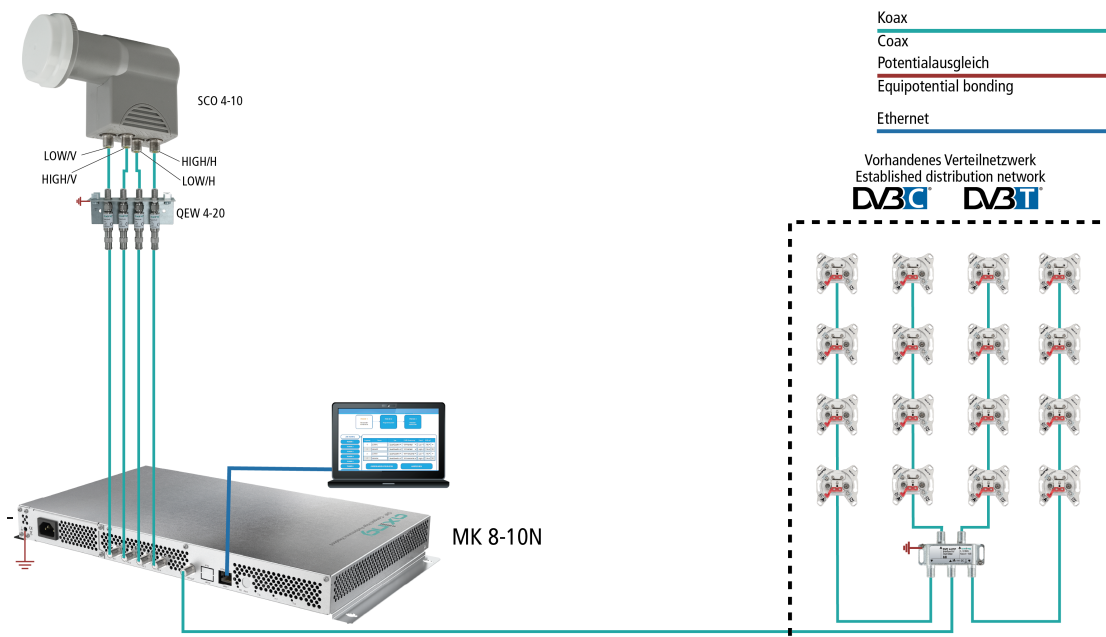 Koax
Coax
Potentialausgleich
Equipotential bonding
Ethernet
SCO 4-10
LOW/V
HIGH/V
HIGH/H
LOW/H
QEW 4-20
Vorhandenes Verteilnetzwerk
Established distribution network
DVB C DVB T
axing
MK 8-10N